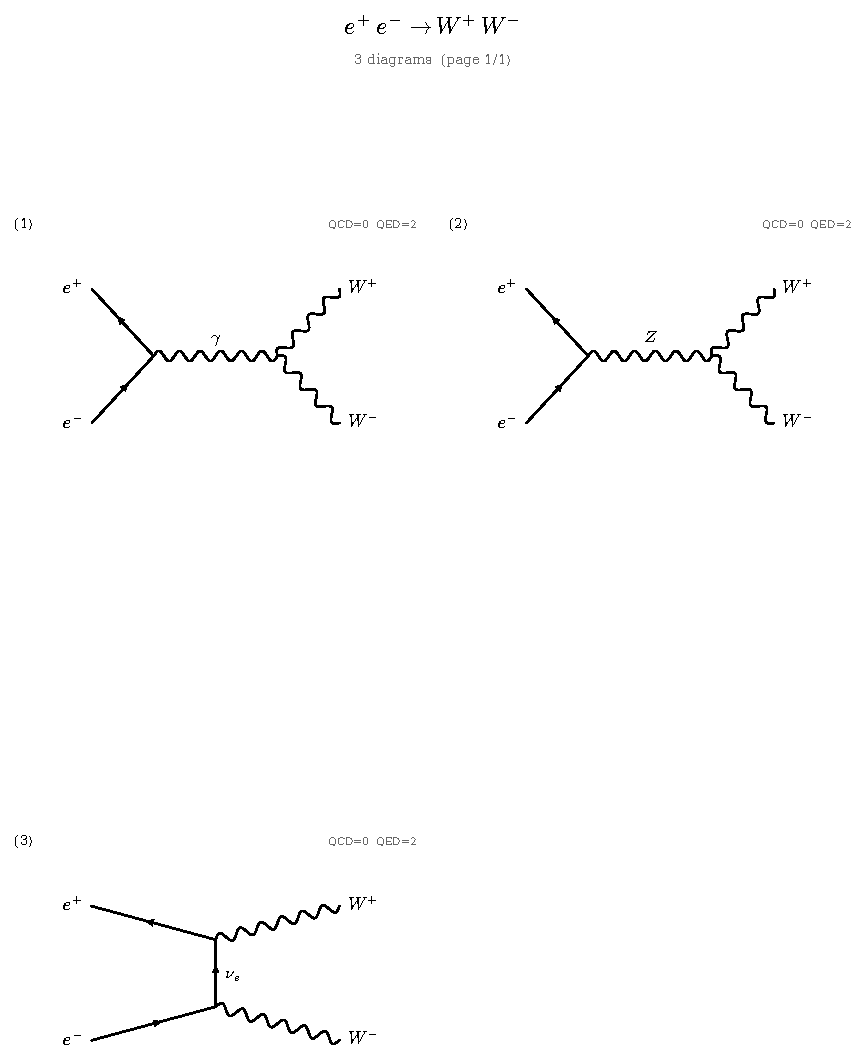 e⁺ e⁻ → W⁺ W⁻
3 diagrams (page 1/1)
(1) QCD=0 QED=2
e⁺ W⁺
γ
e⁻ W⁻
(2) QCD=0 QED=2
e⁺ W⁺
Z
e⁻ W⁻
(3) QCD=0 QED=2
e⁺ W⁺
νₑ
e⁻ W⁻